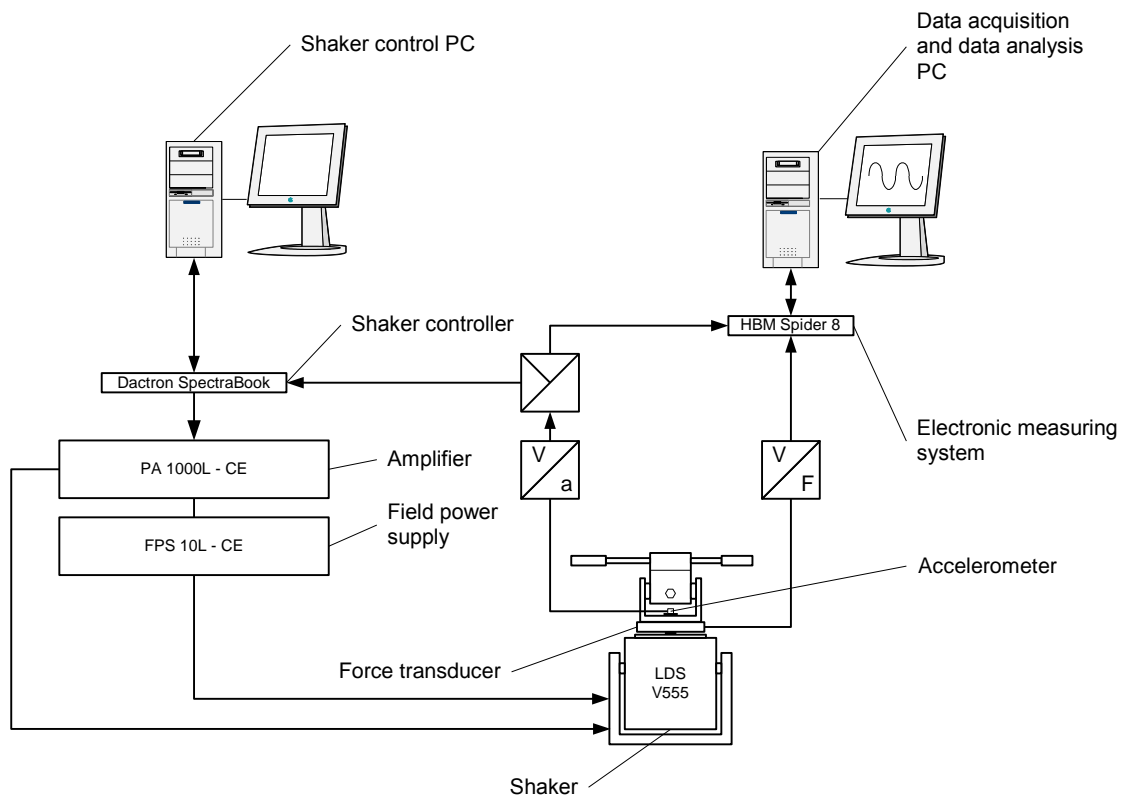 Shaker control PC
Data acquisition
and data analysis
PC
Shaker controller
HBM Spider 8
Dactron SpectraBook
Electronic measuring
system
PA 1000L - CE
Amplifier
V
a
V
F
Field power
supply
FPS 10L - CE
Accelerometer
Force transducer
LDS
V555
Shaker